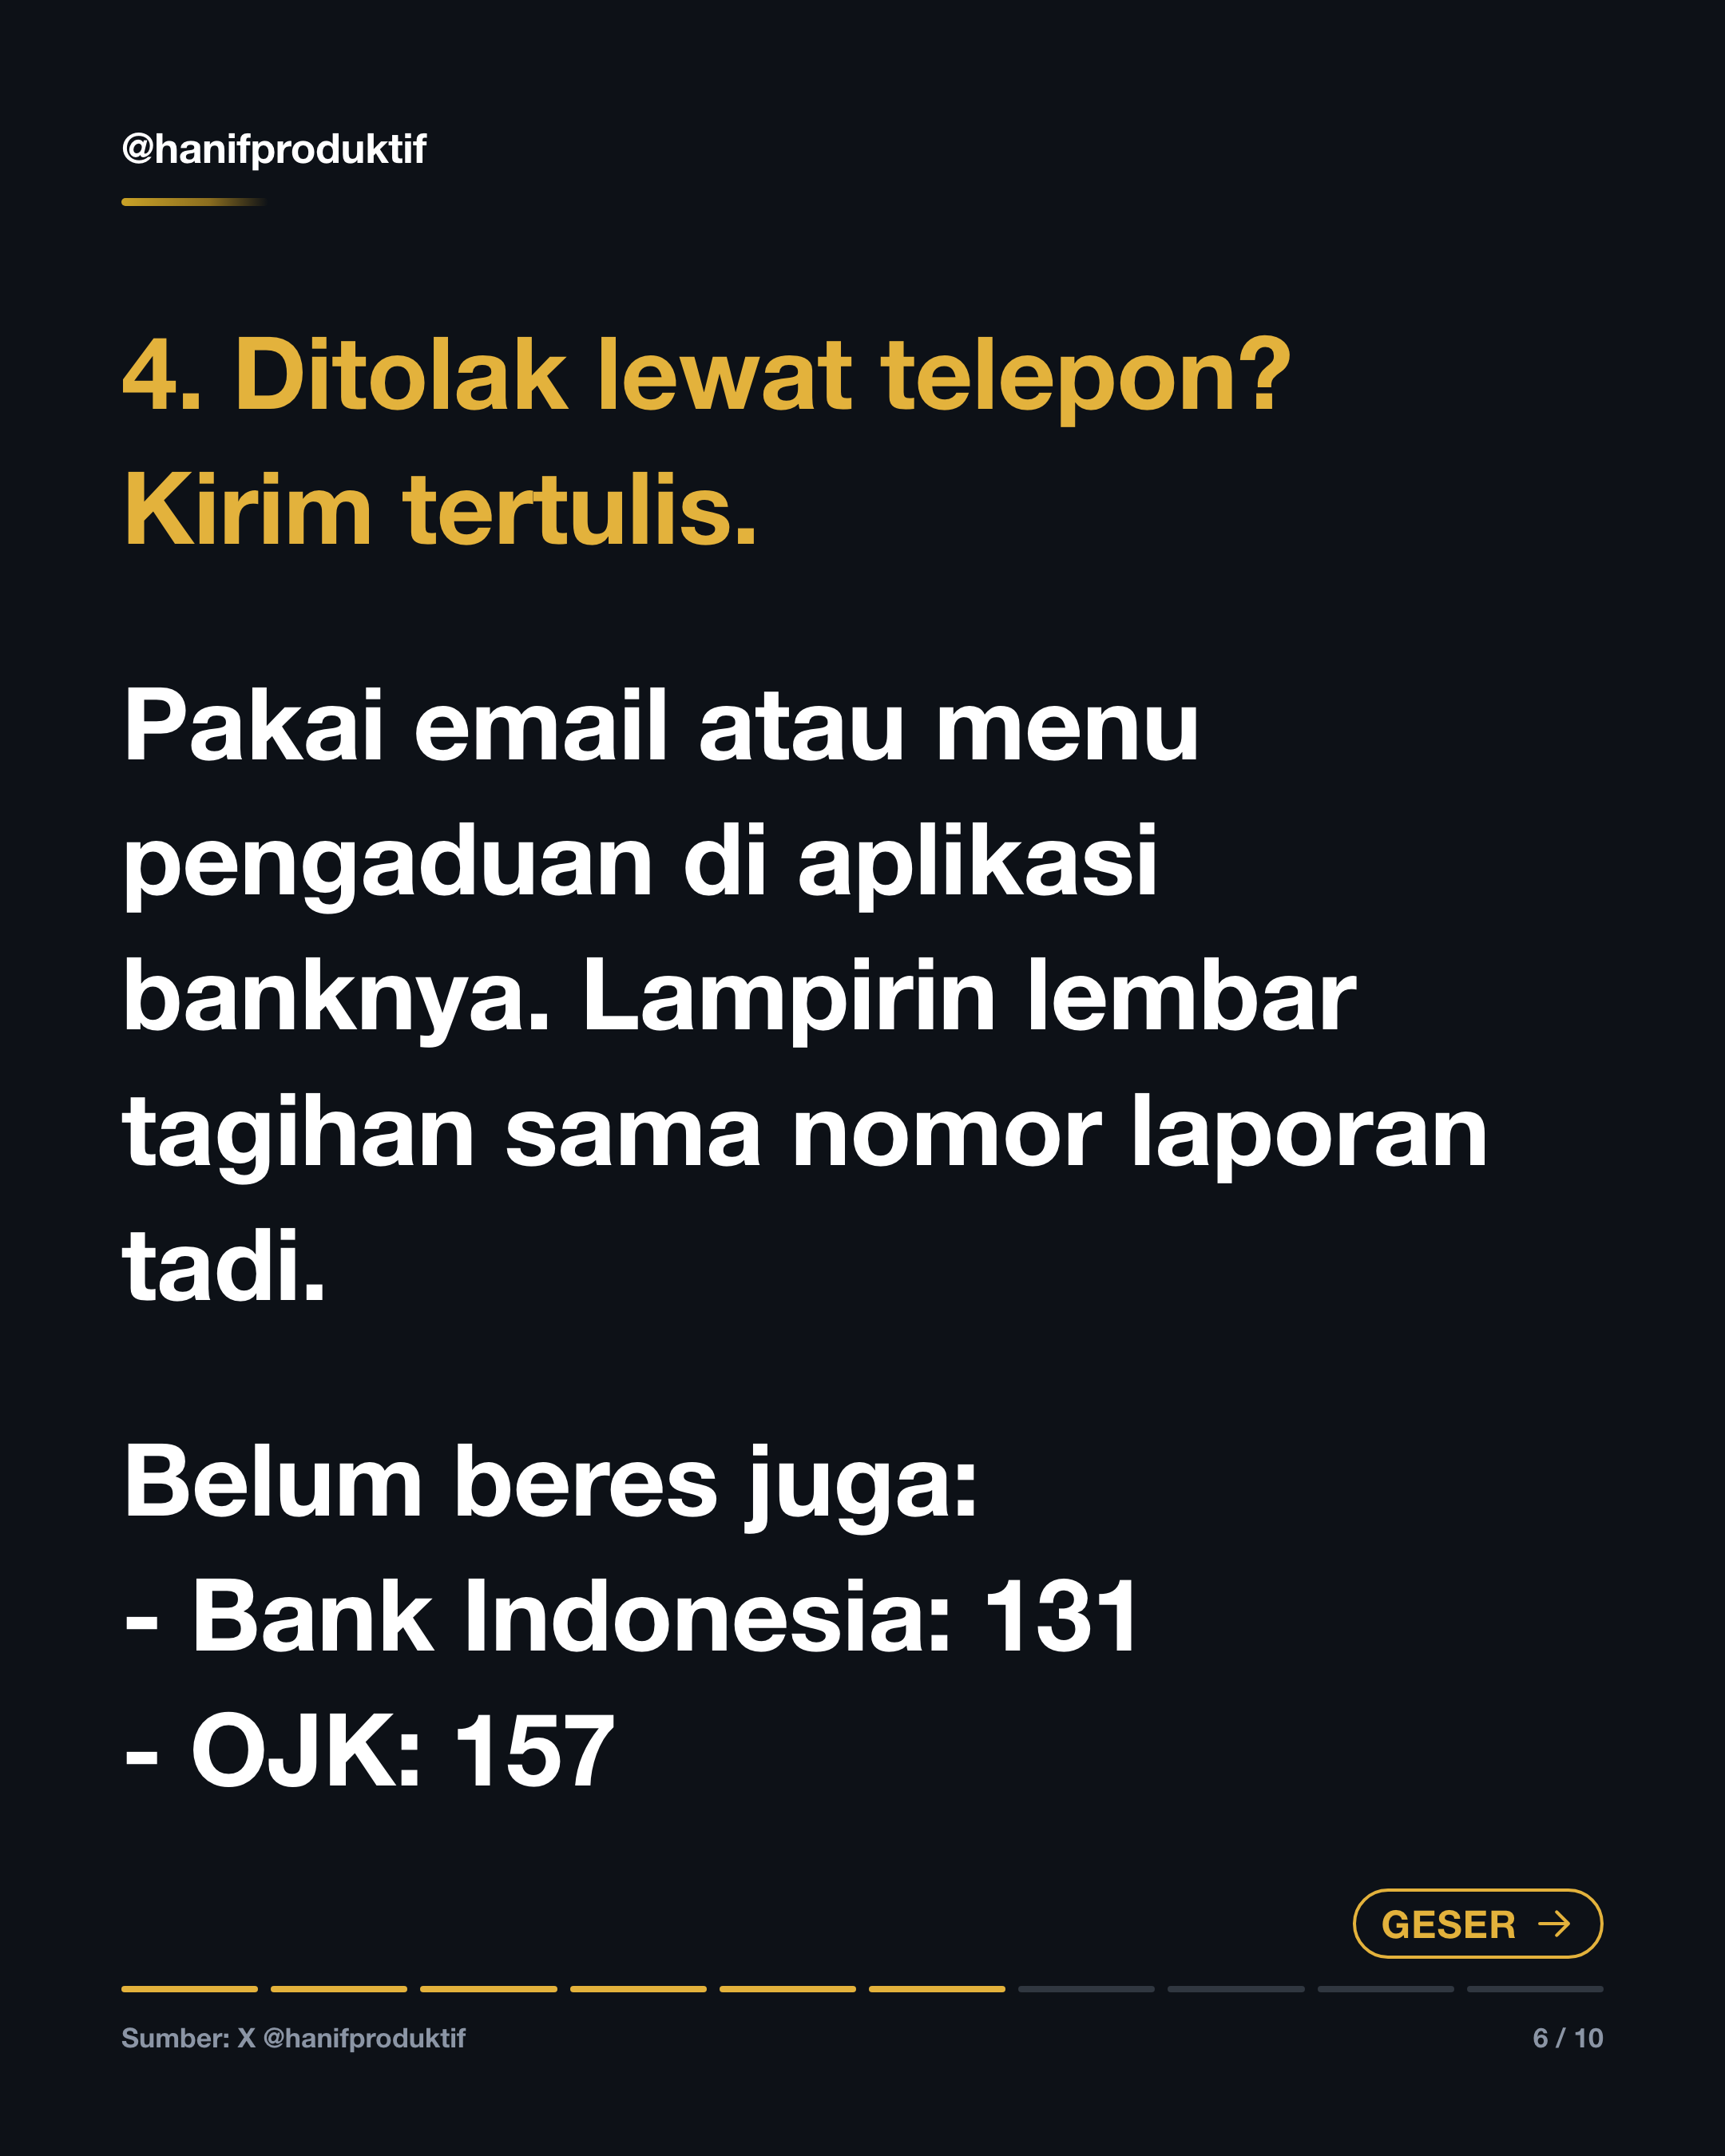 @hanifproduktif
4. Ditolak lewat telepon?
Kirim tertulis.
Pakai email atau menu
pengaduan di aplikasi
banknya. Lampirin lembar
tagihan sama nomor laporan
tadi.
Belum beres juga:
- Bank Indonesia: 131
- OJK: 157
GESER →
Sumber: X @hanifproduktif
6 / 10